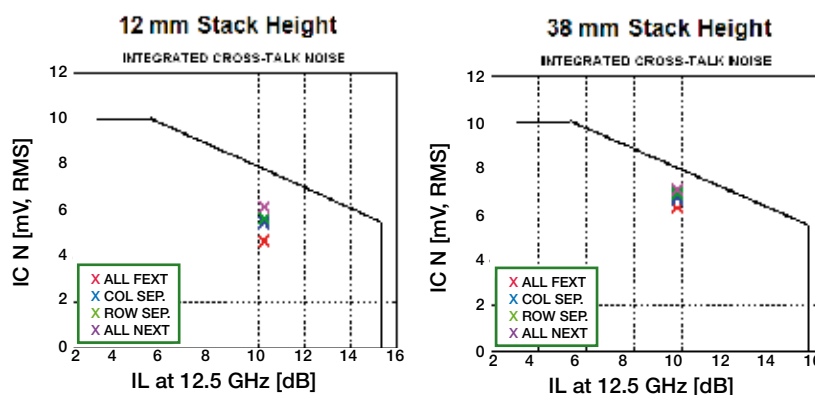 12 mm Stack Height
INTEGRATED CROSS-TALK NOISE
IC N [mV, RMS]
12
10
8
6
4
2
0
X ALL FEXT
X COL SEP.
X ROW SEP.
X ALL NEXT
2 4 6 8 10 12 14 16
IL at 12.5 GHz [dB]
38 mm Stack Height
INTEGRATED CROSS-TALK NOISE
IC N [mV, RMS]
12
10
8
6
4
2
0
X ALL FEXT
X COL SEP.
X ROW SEP.
X ALL NEXT
2 4 6 8 10 12 14 16
IL at 12.5 GHz [dB]